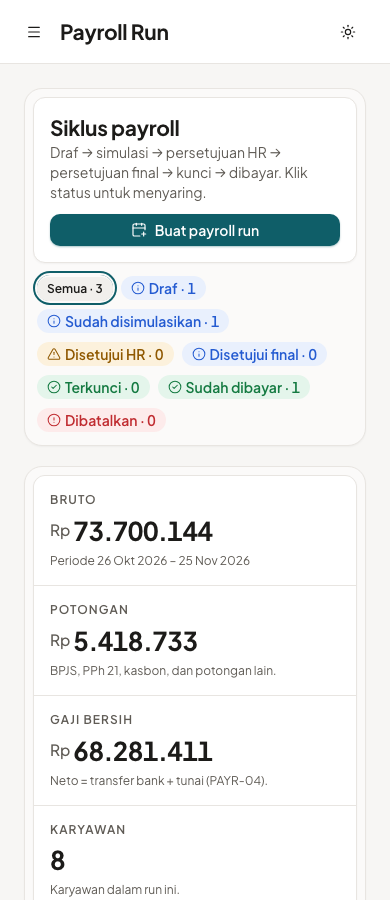 Payroll Run
Siklus payroll
Draf → simulasi → persetujuan HR →
persetujuan final → kunci → dibayar. Klik
status untuk menyaring.
Buat payroll run
Semua · 3
Draf · 1
Sudah disimulasikan · 1
Disetujui HR · 0
Disetujui final · 0
Terkunci · 0
Sudah dibayar · 1
Dibatalkan · 0
BRUTO
Rp 73.700.144
Periode 26 Okt 2026 – 25 Nov 2026
POTONGAN
Rp 5.418.733
BPJS, PPh 21, kasbon, dan potongan lain.
GAJI BERSIH
Rp 68.281.411
Neto = transfer bank + tunai (PAYR-04).
KARYAWAN
8
Karyawan dalam run ini.